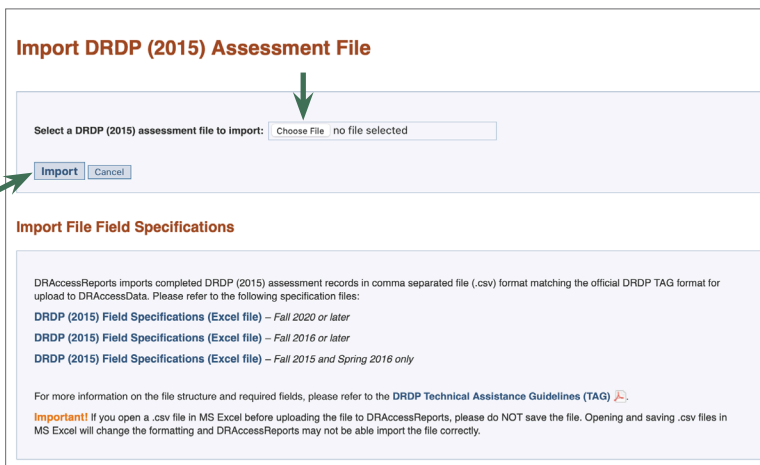 Import DRDP (2015) Assessment File
Select a DRDP (2015) assessment file to import: Choose File no file selected
Import Cancel
Import File Field Specifications
DRAccessReports imports completed DRDP (2015) assessment records in comma separated file (.csv) format matching the official DRDP TAG format for
upload to DRAccessData. Please refer to the following specification files:
DRDP (2015) Field Specifications (Excel file) – Fall 2020 or later
DRDP (2015) Field Specifications (Excel file) – Fall 2016 or later
DRDP (2015) Field Specifications (Excel file) – Fall 2015 and Spring 2016 only
For more information on the file structure and required fields, please refer to the DRDP Technical Assistance Guidelines (TAG) .
Important! If you open a .csv file in MS Excel before uploading the file to DRAccessReports, please do NOT save the file. Opening and saving .csv files in
MS Excel will change the formatting and DRAccessReports may not be able import the file correctly.